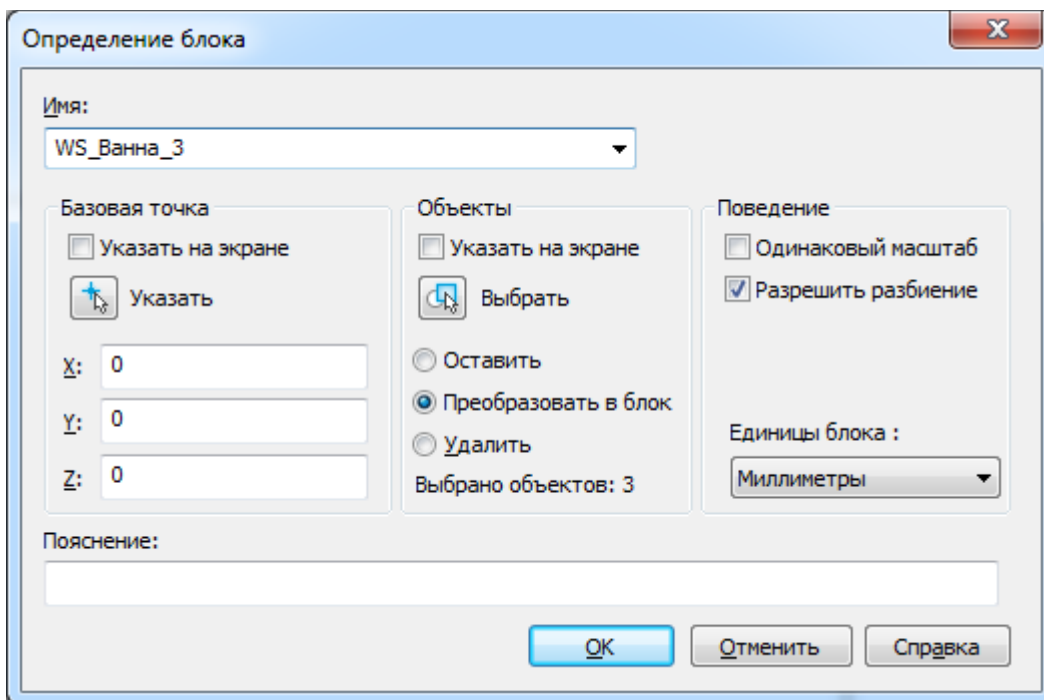 Определение блока
Имя:
WS_Ванна_3
Базовая точка
Указать на экране
Указать
X: 0
Y: 0
Z: 0
Объекты
Указать на экране
Выбрать
Оставить
Преобразовать в блок
Удалить
Выбрано объектов: 3
Поведение
Одинаковый масштаб
Разрешить разбиение
Единицы блока :
Миллиметры
Пояснение:
ОК
Отменить
Справка